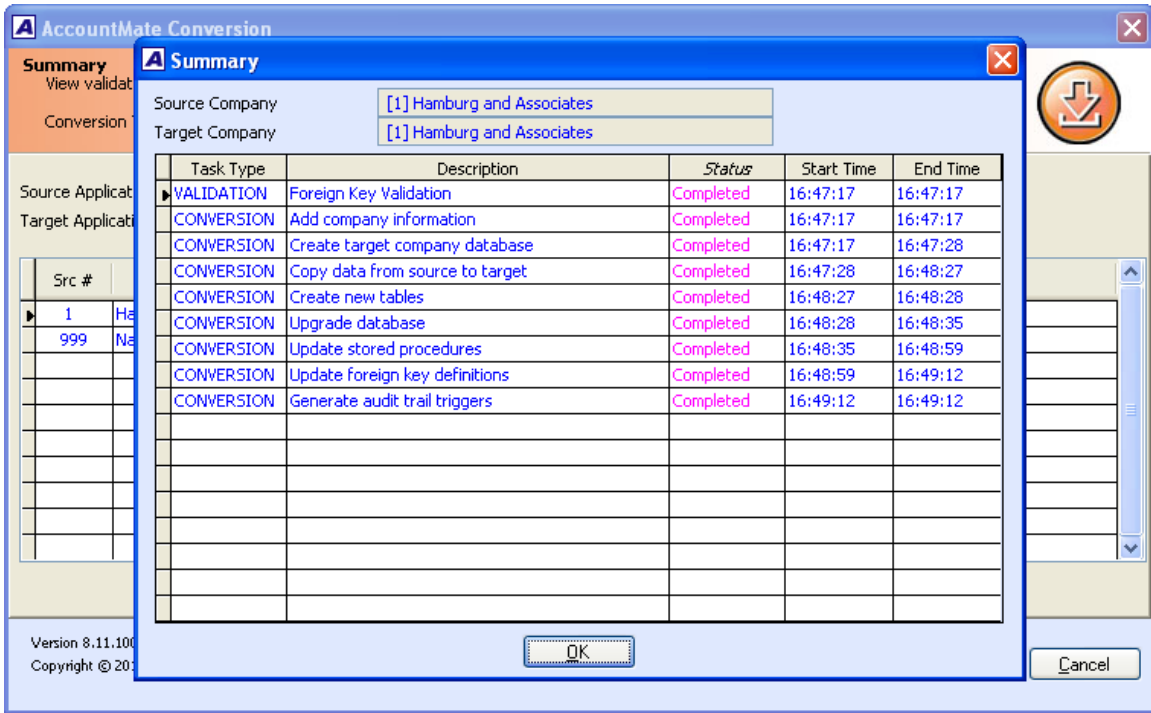 AccountMate Conversion
Summary
View validat
Conversion
Source Applicat
Target Applicati
Src #
1 Ha
999 Na
Version 8.11.100
Copyright © 201
Cancel
Summary
Source Company [1] Hamburg and Associates
Target Company [1] Hamburg and Associates
Task Type Description Status Start Time End Time
VALIDATION Foreign Key Validation Completed 16:47:17 16:47:17
CONVERSION Add company information Completed 16:47:17 16:47:17
CONVERSION Create target company database Completed 16:47:17 16:47:28
CONVERSION Copy data from source to target Completed 16:47:28 16:48:27
CONVERSION Create new tables Completed 16:48:27 16:48:28
CONVERSION Upgrade database Completed 16:48:28 16:48:35
CONVERSION Update stored procedures Completed 16:48:35 16:48:59
CONVERSION Update foreign key definitions Completed 16:48:59 16:49:12
CONVERSION Generate audit trail triggers Completed 16:49:12 16:49:12
OK